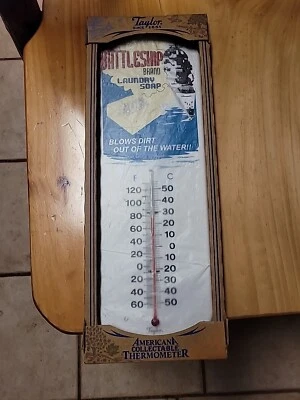 Taylor
BATTLESHIP
BRAND
LAUNDRY
SOAP
BLOWS DIRT
OUT OF THE WATER!!
F C
120 50
100 40
80 30
60 20
40 10
20 0
0 10
20 20
40 30
60 40
60 50
Taylor
AMERICANA
COLLECTABLE
THERMOMETER